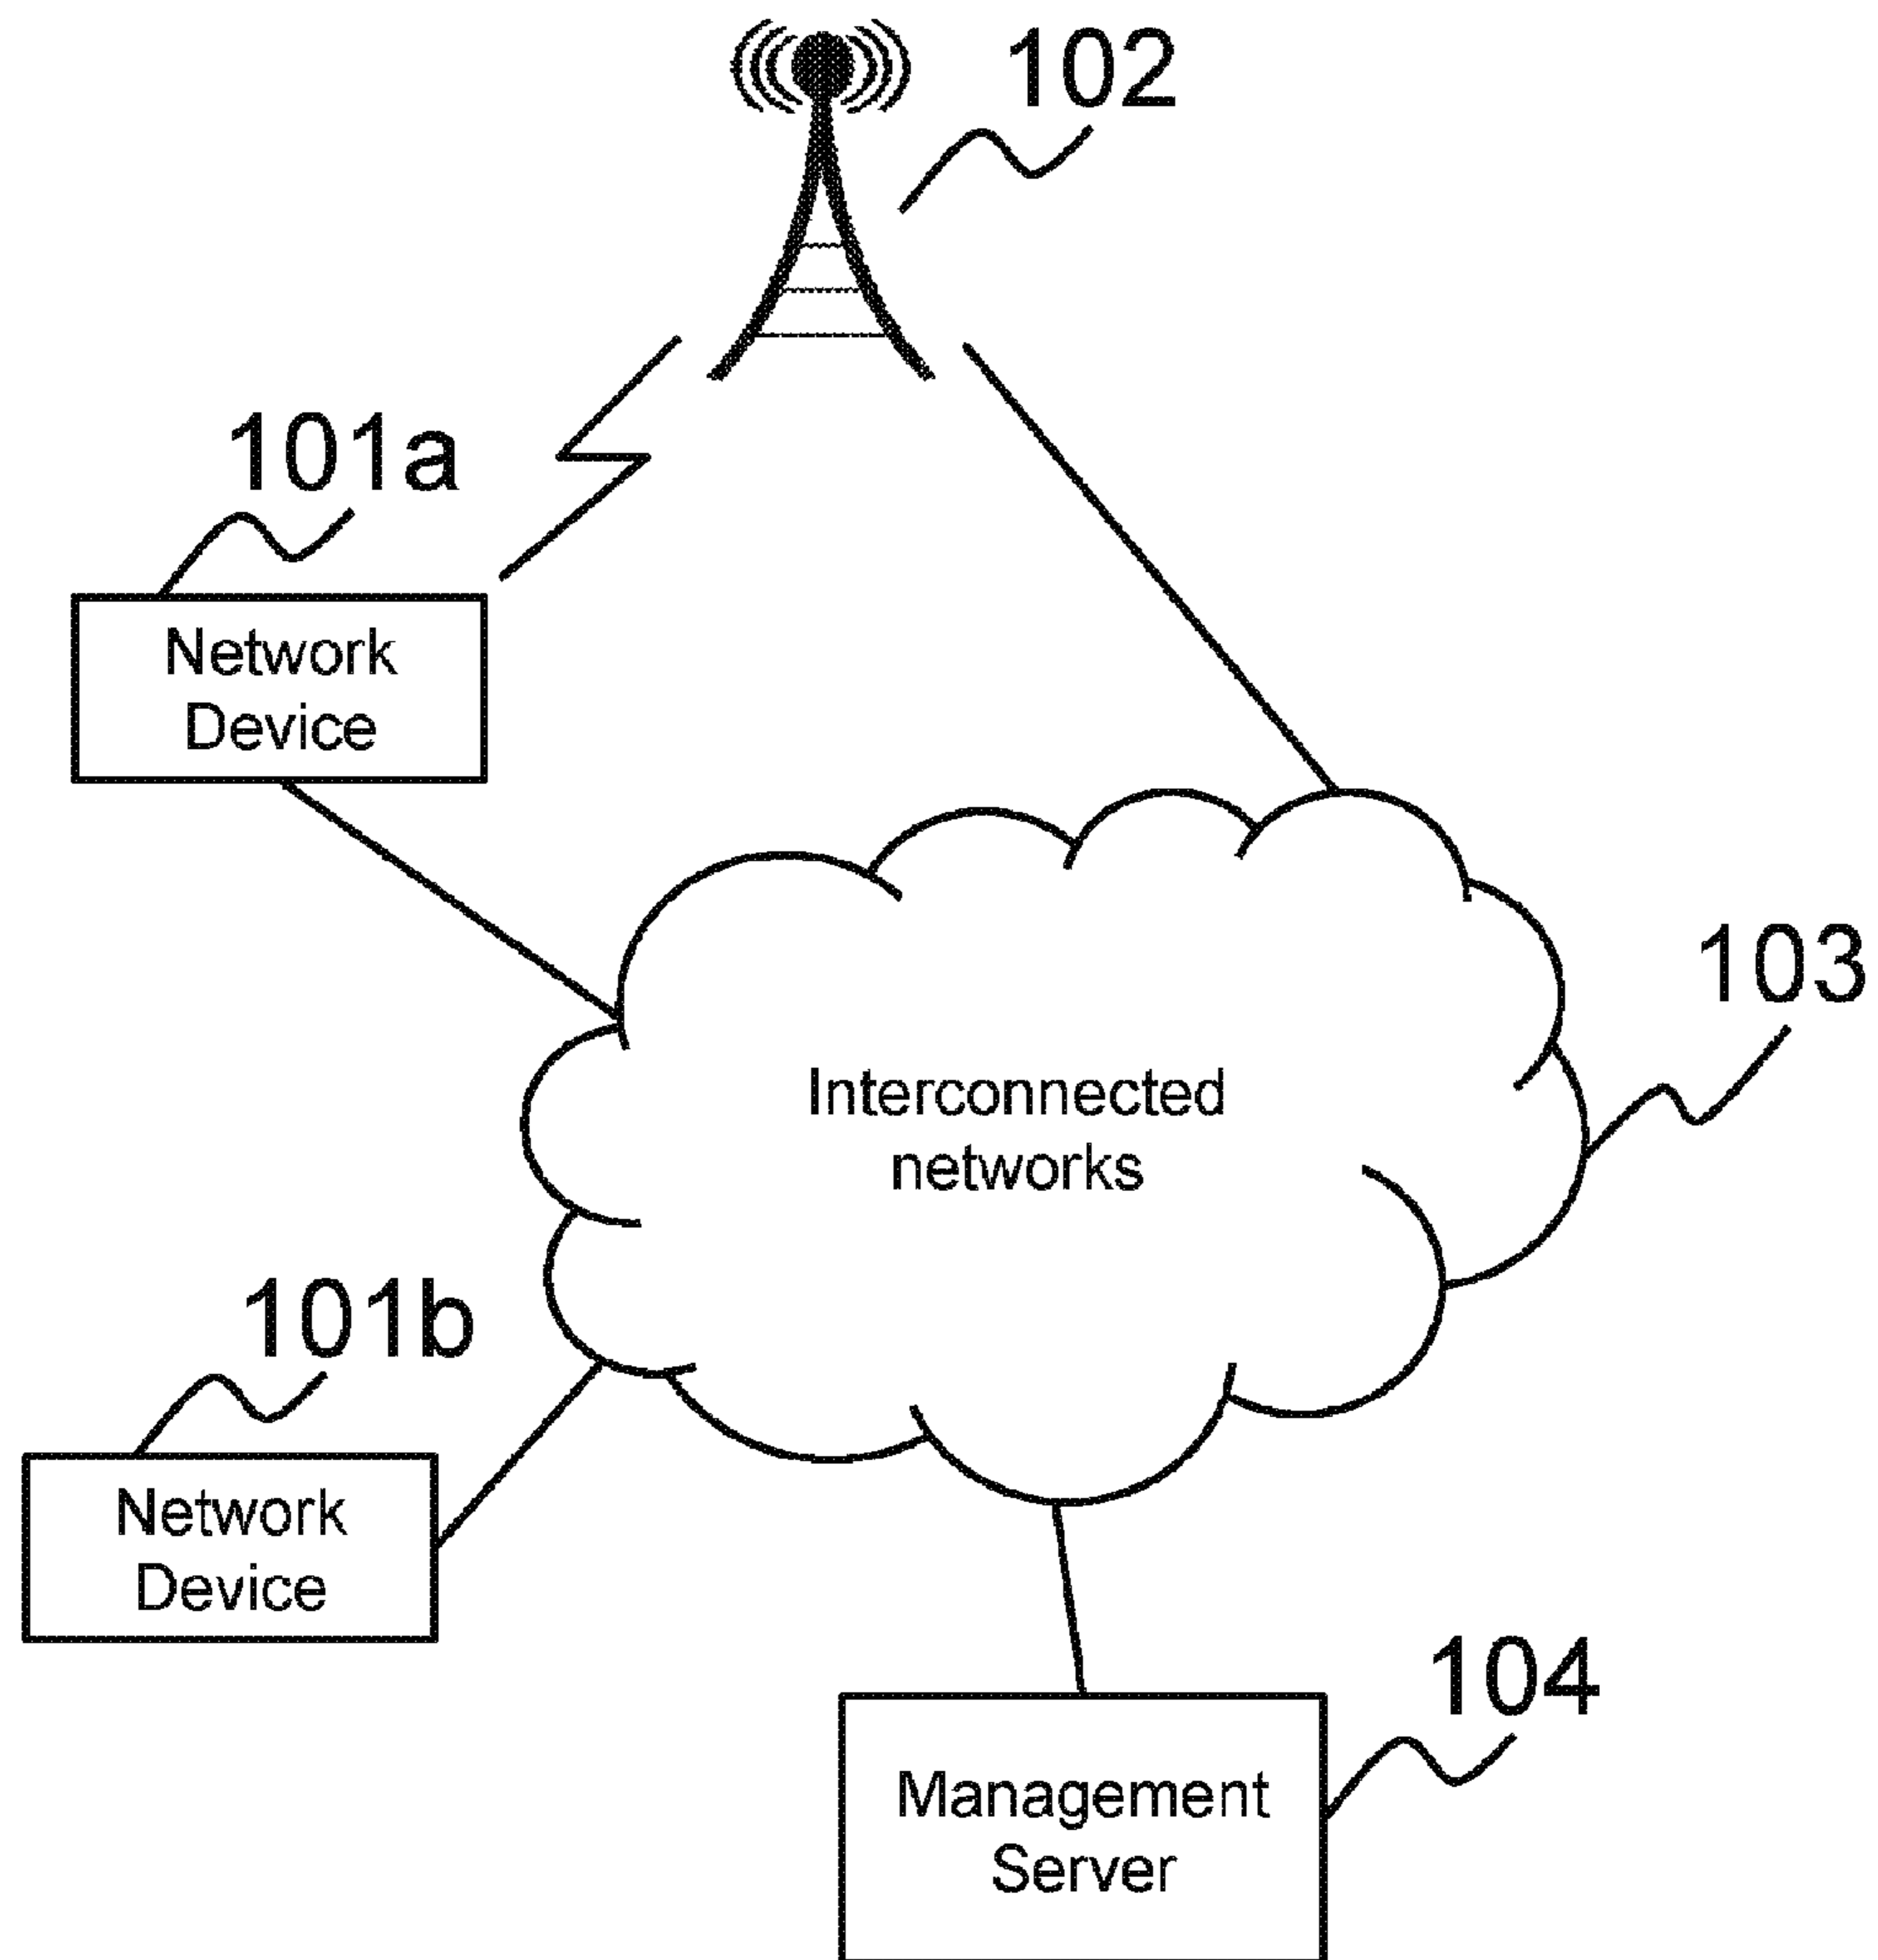 102
101a
Network
Device
103
Interconnected
networks
101b
Network
Device
104
Management
Server